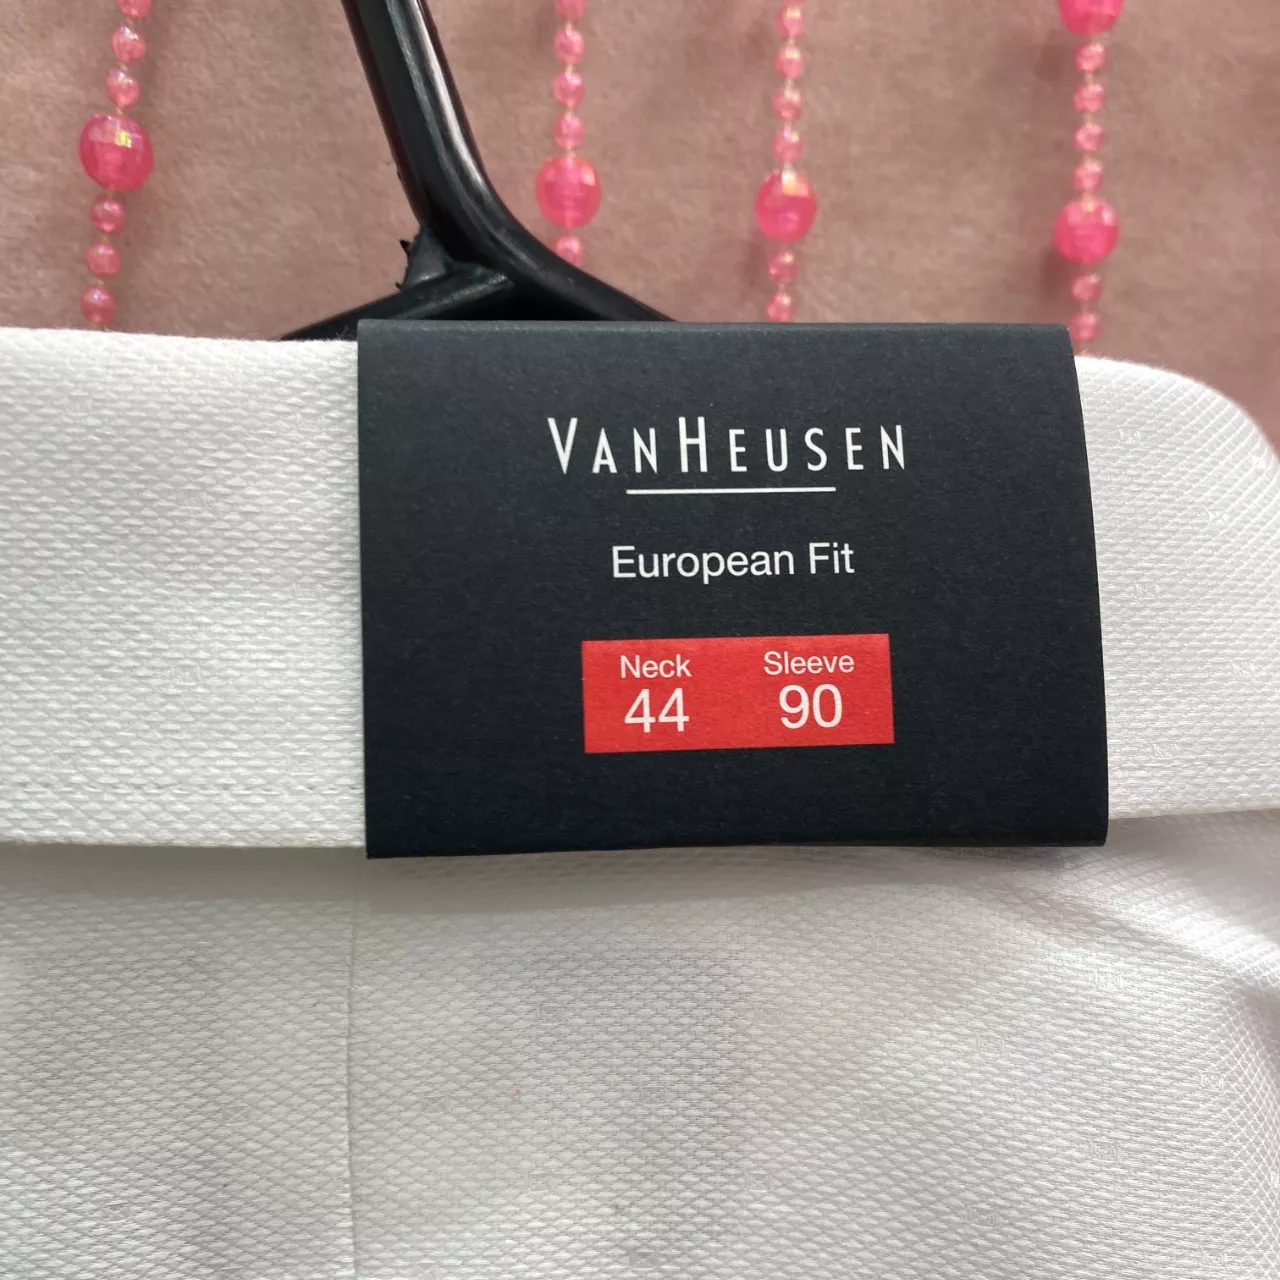 VANHEUSEN
European Fit
Neck Sleeve
44 90